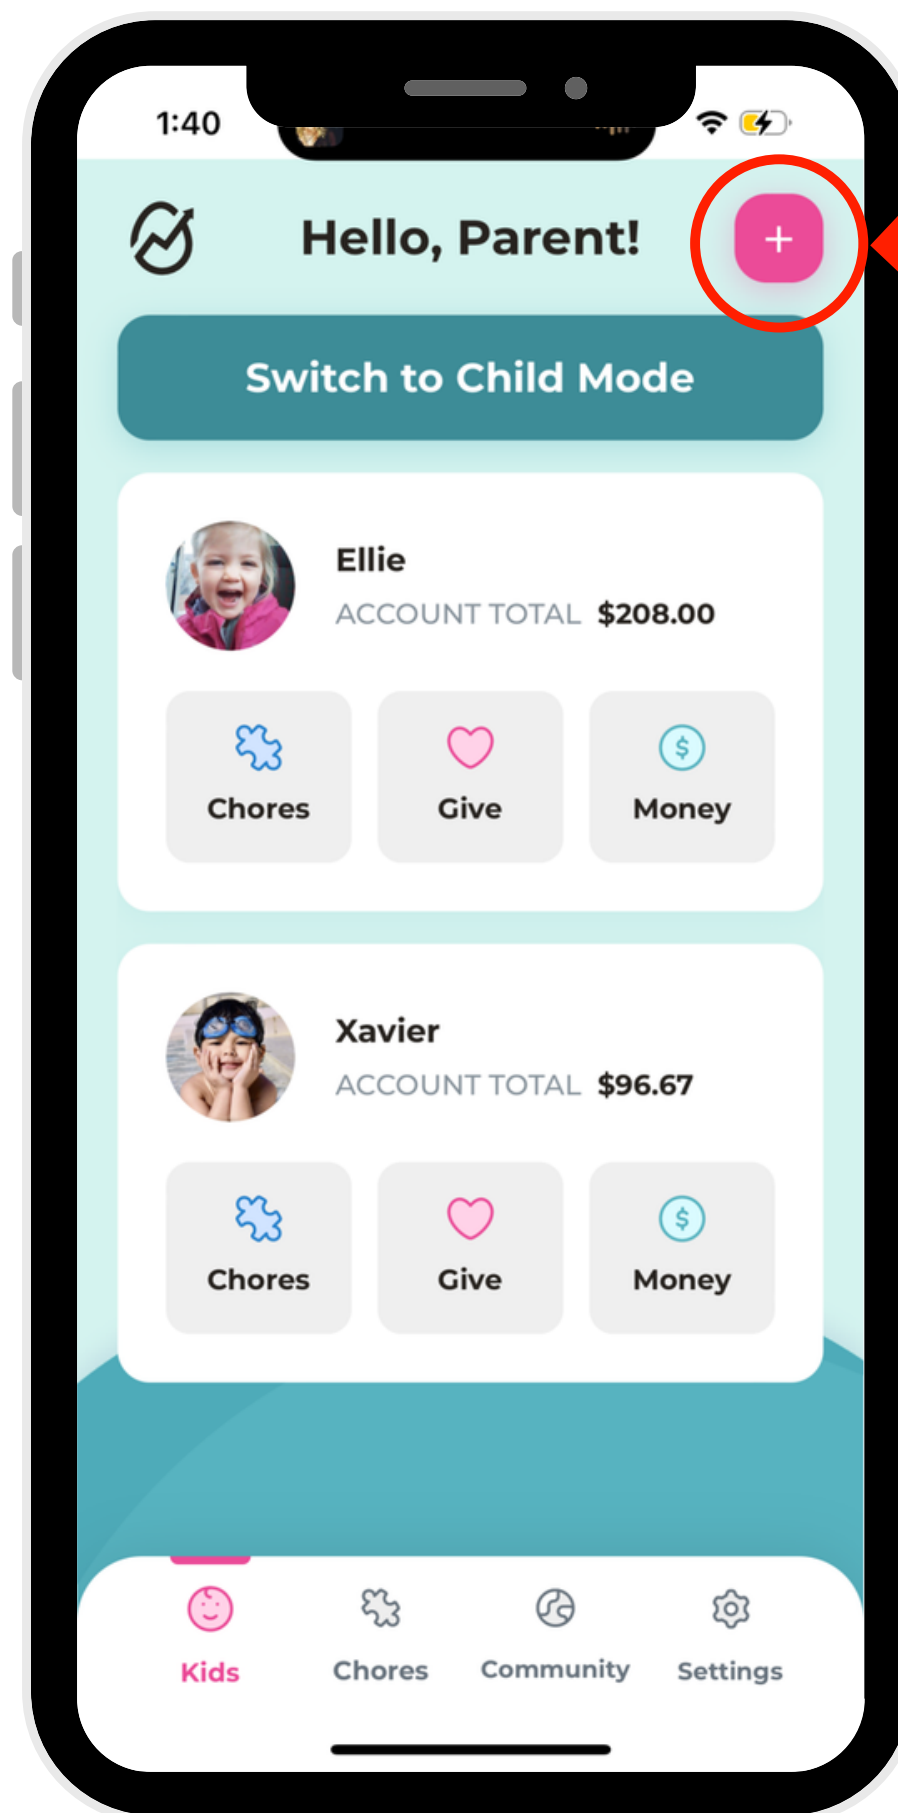 1:40
Hello, Parent!
+
Switch to Child Mode
Ellie
ACCOUNT TOTAL $208.00
Chores Give Money
Xavier
ACCOUNT TOTAL $96.67
Chores Give Money
Kids Chores Community Settings